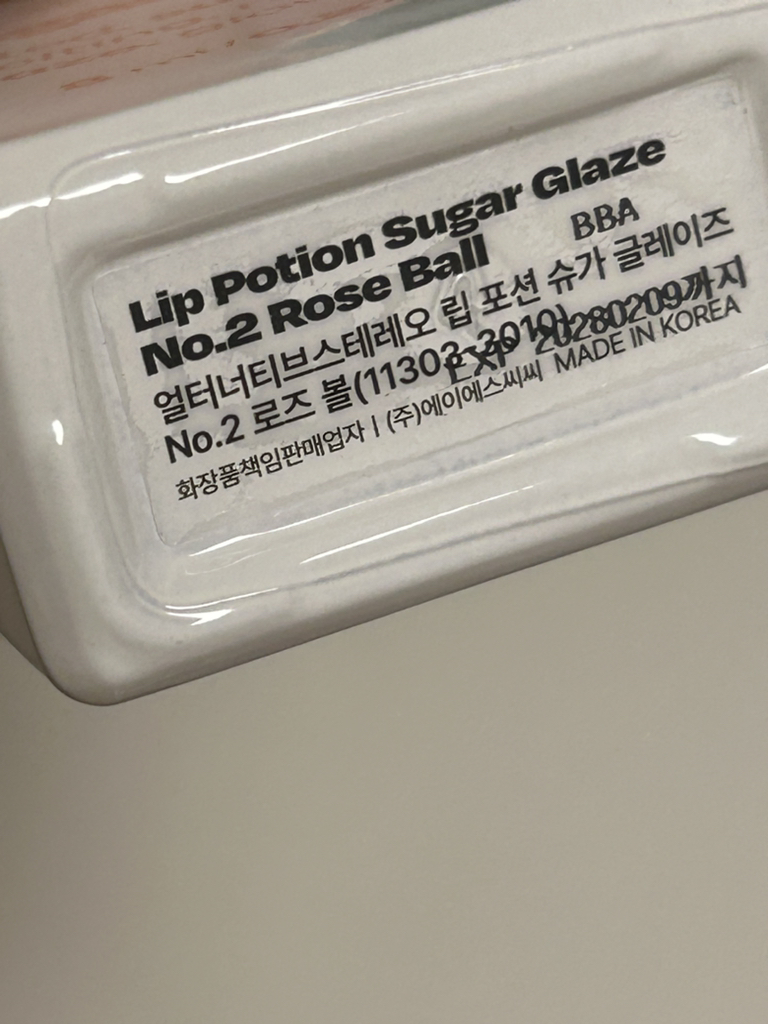 Lip Potion Sugar Glaze
No.2 Rose Ball
BBA
얼터너티브스테레오 립 포션 슈가 글레이즈
No.2 로즈 볼(11303-3010)
EXP 20280209까지
화장품책임판매업자 | (주)에이에스씨씨 MADE IN KOREA